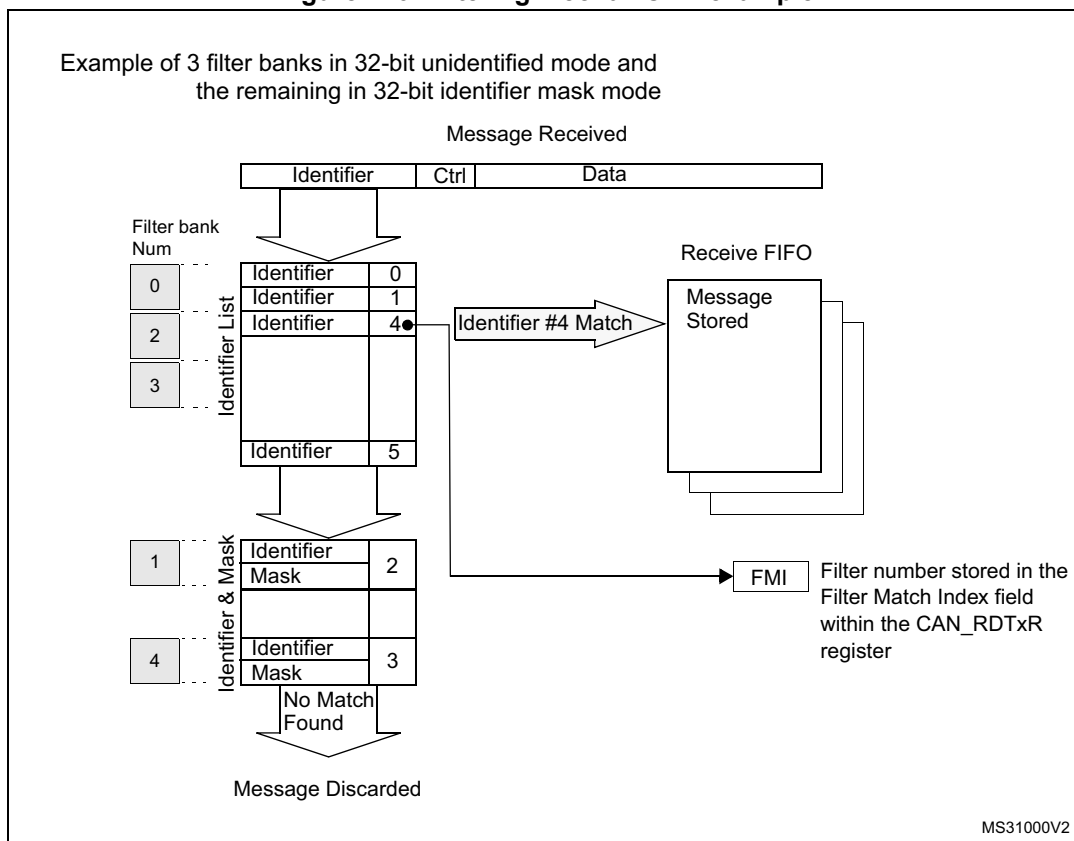 Example of 3 filter banks in 32-bit unidentified mode and
the remaining in 32-bit identifier mask mode
Message Received
Identifier Ctrl Data
Filter bank
Num
Receive FIFO
0
2
3
Identifier List
Identifier 0
Identifier 1
Identifier 4
Identifier 5
Identifier #4 Match
Message
Stored
1
4
Identifier & Mask
Identifier
Mask
2
Identifier
Mask
3
FMI
Filter number stored in the
Filter Match Index field
within the CAN_RDTxR
register
No Match
Found
Message Discarded
MS31000V2